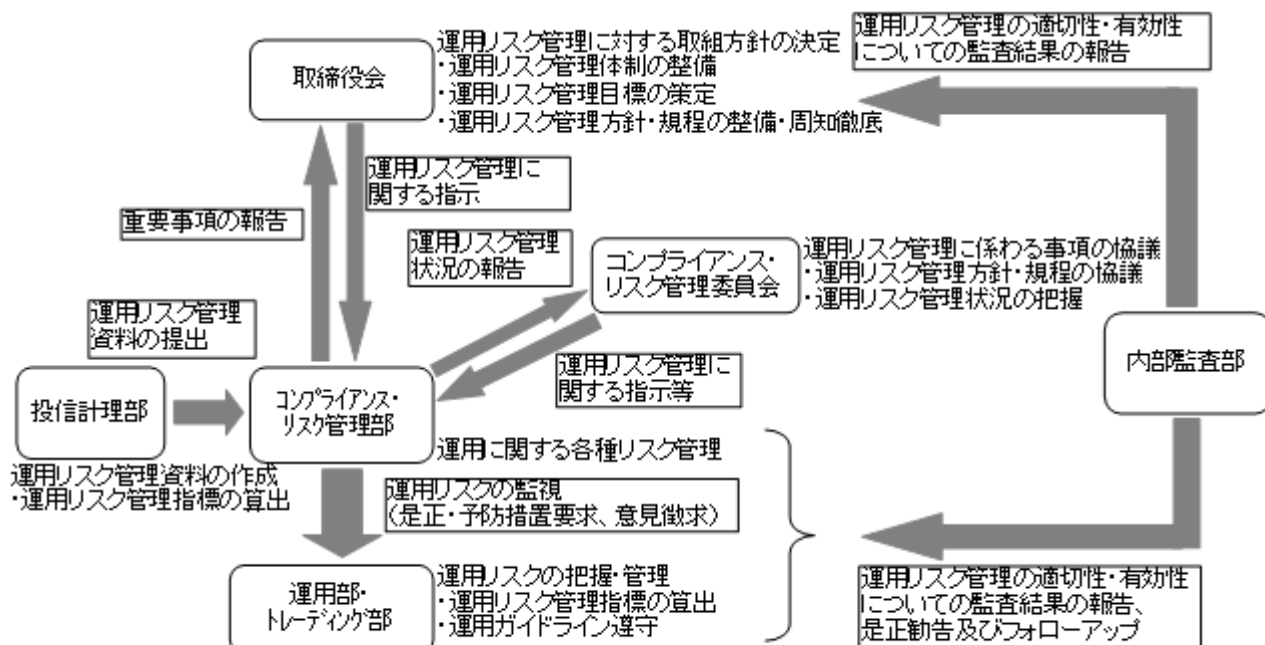 取締役会
運用リスク管理に対する取組方針の決定
・運用リスク管理体制の整備
・運用リスク管理目標の策定
・運用リスク管理方針・規程の整備・周知徹底
運用リスク管理の適切性・有効性
についての監査結果の報告
運用リスク管理に
関する指示
重要事項の報告
運用リスク管理
状況の報告
コンプライアンス・
リスク管理委員会
運用リスク管理に係わる事項の協議
・運用リスク管理方針・規程の協議
・運用リスク管理状況の把握
運用リスク管理
資料の提出
運用リスク管理に
関する指示等
内部監査部
投信計理部
コンプライアンス・
リスク管理部
運用に関する各種リスク管理
運用リスク管理資料の作成
・運用リスク管理指標の算出
運用リスクの監視
(是正・予防措置要求、意見徴求)
運用部・
トレーディング部
運用リスクの把握・管理
・運用リスク管理指標の算出
・運用ガイドライン遵守
運用リスク管理の適切性・有効性
についての監査結果の報告、
是正勧告及びフォローアップ